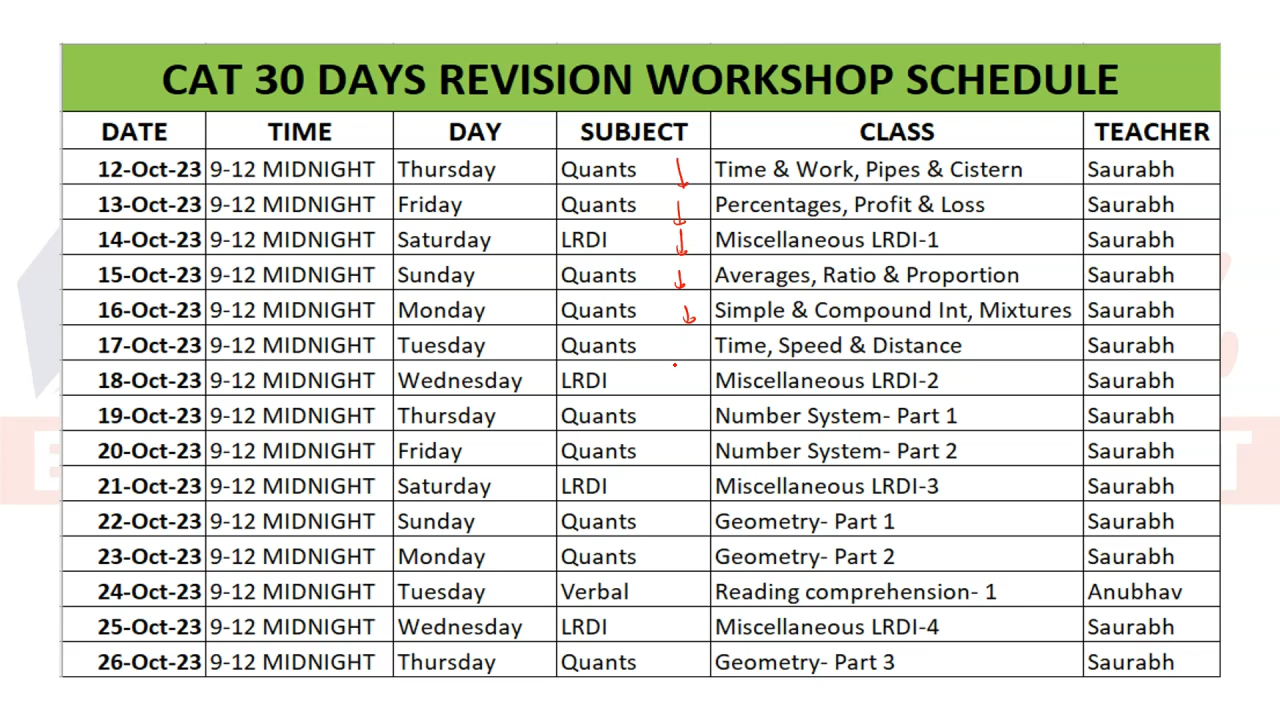 CAT 30 DAYS REVISION WORKSHOP SCHEDULE
DATE TIME DAY SUBJECT CLASS TEACHER
12-Oct-23 9-12 MIDNIGHT Thursday Quants Time & Work, Pipes & Cistern Saurabh
13-Oct-23 9-12 MIDNIGHT Friday Quants Percentages, Profit & Loss Saurabh
14-Oct-23 9-12 MIDNIGHT Saturday LRDI Miscellaneous LRDI-1 Saurabh
15-Oct-23 9-12 MIDNIGHT Sunday Quants Averages, Ratio & Proportion Saurabh
16-Oct-23 9-12 MIDNIGHT Monday Quants Simple & Compound Int, Mixtures Saurabh
17-Oct-23 9-12 MIDNIGHT Tuesday Quants Time, Speed & Distance Saurabh
18-Oct-23 9-12 MIDNIGHT Wednesday LRDI Miscellaneous LRDI-2 Saurabh
19-Oct-23 9-12 MIDNIGHT Thursday Quants Number System- Part 1 Saurabh
20-Oct-23 9-12 MIDNIGHT Friday Quants Number System- Part 2 Saurabh
21-Oct-23 9-12 MIDNIGHT Saturday LRDI Miscellaneous LRDI-3 Saurabh
22-Oct-23 9-12 MIDNIGHT Sunday Quants Geometry- Part 1 Saurabh
23-Oct-23 9-12 MIDNIGHT Monday Quants Geometry- Part 2 Saurabh
24-Oct-23 9-12 MIDNIGHT Tuesday Verbal Reading comprehension- 1 Anubhav
25-Oct-23 9-12 MIDNIGHT Wednesday LRDI Miscellaneous LRDI-4 Saurabh
26-Oct-23 9-12 MIDNIGHT Thursday Quants Geometry- Part 3 Saurabh